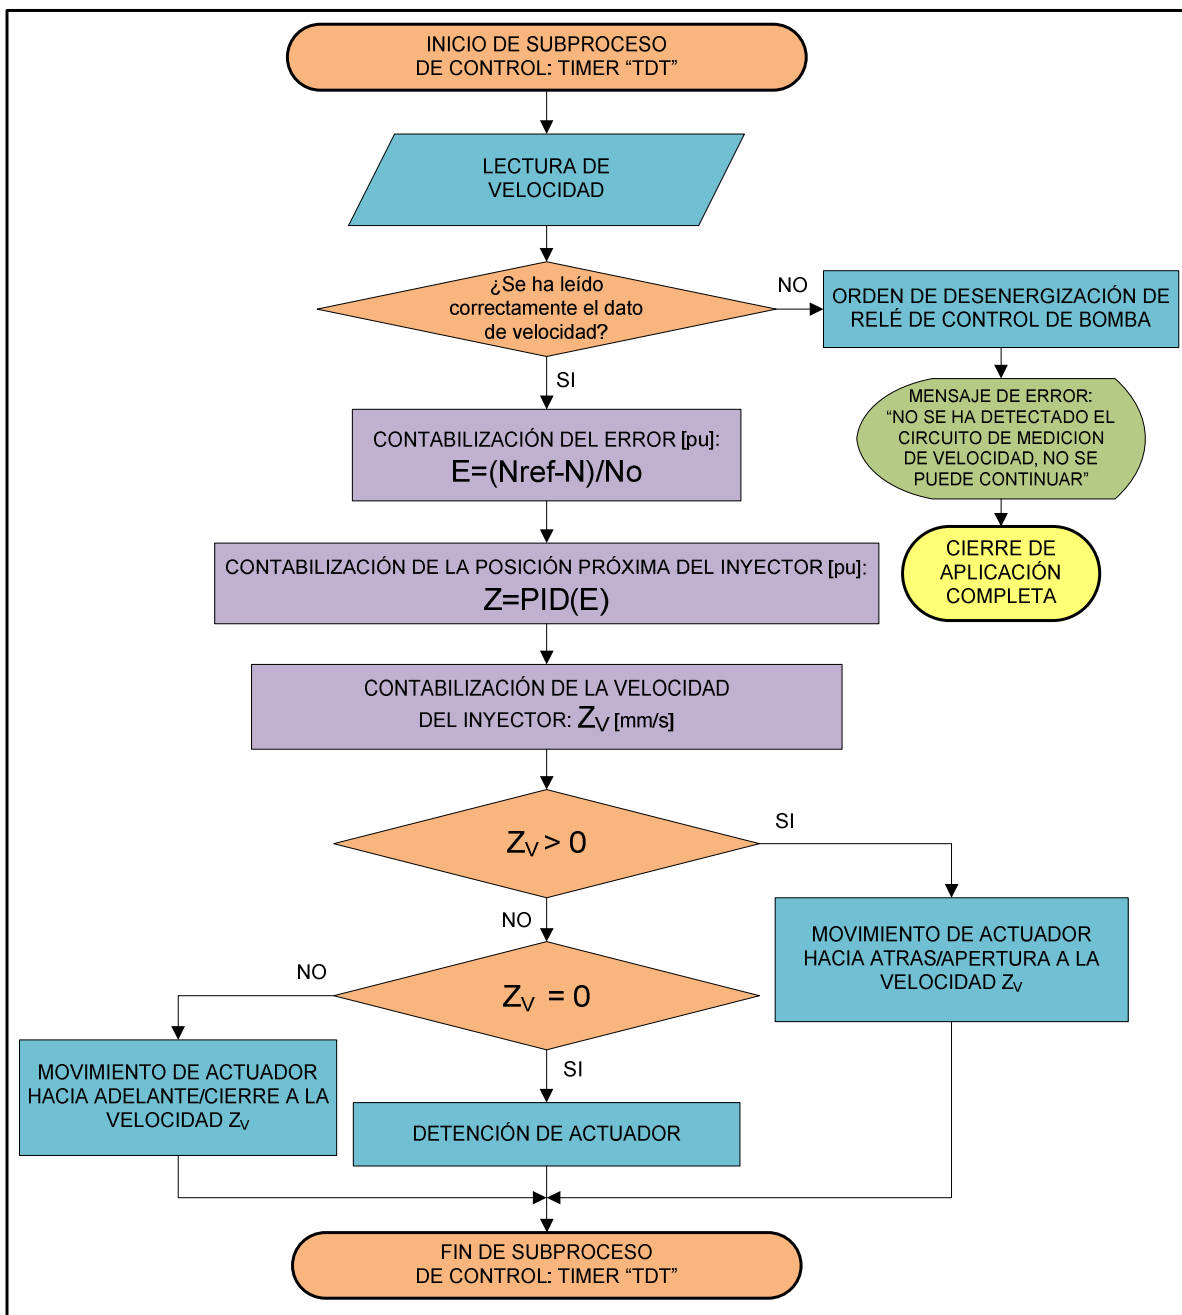 INICIO DE SUBPROCESO
DE CONTROL: TIMER “TDT”
LECTURA DE
VELOCIDAD
¿Se ha leído
correctamente el dato
de velocidad?
NO
ORDEN DE DESENERGIZACIÓN DE
RELÉ DE CONTROL DE BOMBA
SI
MENSAJE DE ERROR:
“NO SE HA DETECTADO EL
CIRCUITO DE MEDICION
DE VELOCIDAD, NO SE
PUEDE CONTINUAR”
CIERRE DE
APLICACIÓN
COMPLETA
CONTABILIZACIÓN DEL ERROR [pu]:
E=(Nref-N)/No
CONTABILIZACIÓN DE LA POSICIÓN PRÓXIMA DEL INYECTOR [pu]:
Z=PID(E)
CONTABILIZACIÓN DE LA VELOCIDAD
DEL INYECTOR: ZV [mm/s]
ZV > 0
SI
NO
MOVIMIENTO DE ACTUADOR
HACIA ATRAS/APERTURA A LA
VELOCIDAD ZV
ZV = 0
NO
SI
MOVIMIENTO DE ACTUADOR
HACIA ADELANTE/CIERRE A LA
VELOCIDAD ZV
DETENCIÓN DE ACTUADOR
FIN DE SUBPROCESO
DE CONTROL: TIMER “TDT”